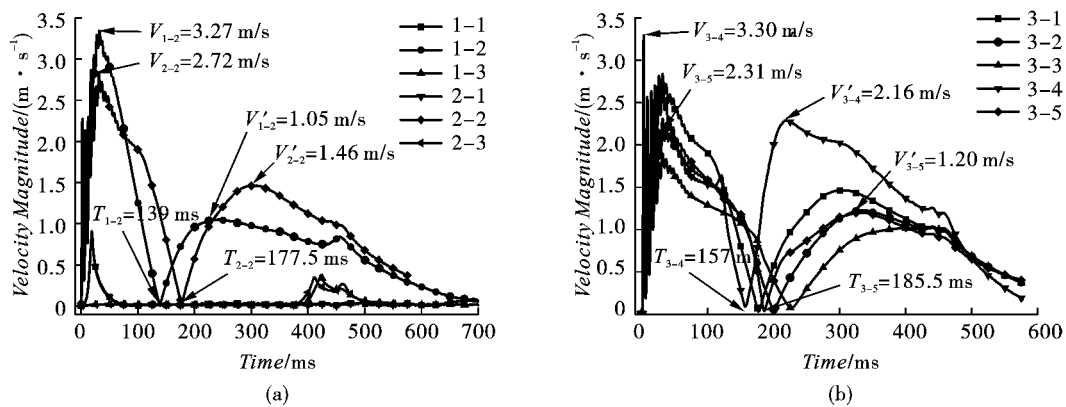 3.5
3.0
2.5
2.0
1.5
1.0
0.5
0
Velocity Magnitude/(m · s⁻¹)
V₁₋₂=3.27 m/s
V₂₋₂=2.72 m/s
V′₁₋₂=1.05 m/s
V′₂₋₂=1.46 m/s
T₁₋₂=139 ms
T₂₋₂=177.5 ms
1-1
1-2
1-3
2-1
2-2
2-3
0 100 200 300 400 500 600 700
Time/ms
(a)
3.5
3.0
2.5
2.0
1.5
1.0
0.5
0
Velocity Magnitude/(m · s⁻¹)
V₃₋₄=3.30 m/s
V₃₋₅=2.31 m/s
V′₃₋₄=2.16 m/s
V′₃₋₅=1.20 m/s
T₃₋₄=157 m
T₃₋₅=185.5 ms
3-1
3-2
3-3
3-4
3-5
0 100 200 300 400 500 600
Time/ms
(b)